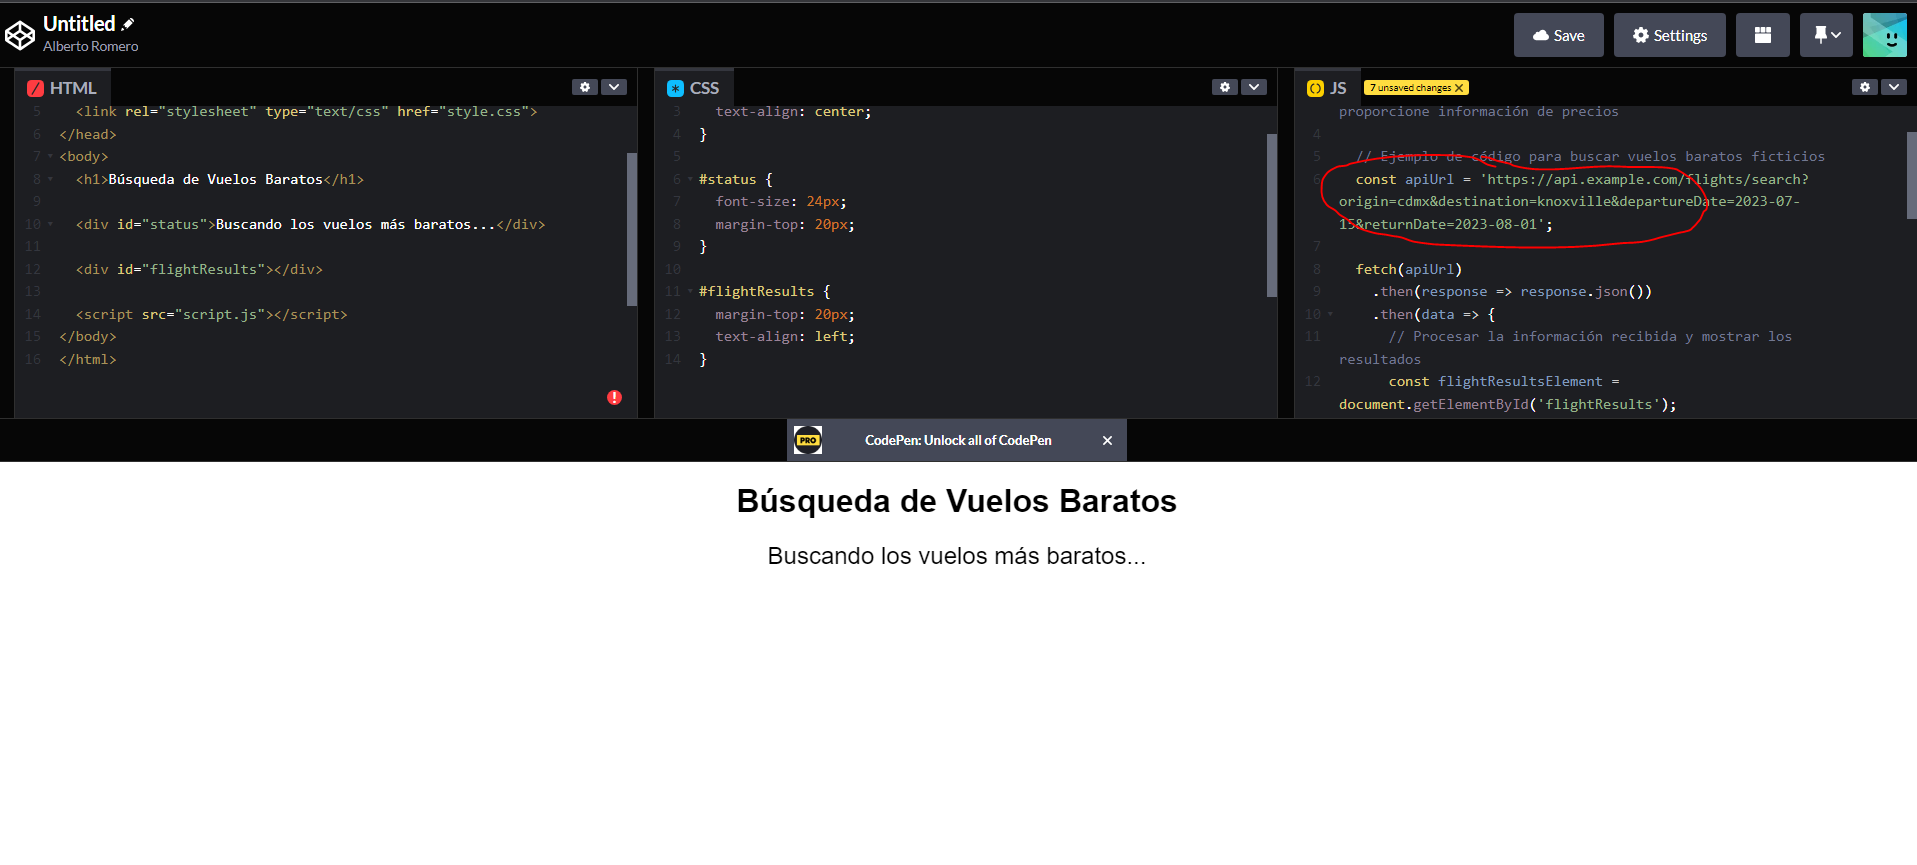 Untitled
Alberto Romero
Save
Settings
HTML
5 <link rel="stylesheet" type="text/css" href="style.css">
6 </head>
7 <body>
8 <h1>Búsqueda de Vuelos Baratos</h1>
9
10 <div id="status">Buscando los vuelos más baratos...</div>
11
12 <div id="flightResults"></div>
13
14 <script src="script.js"></script>
15 </body>
16 </html>
CSS
3 text-align: center;
4 }
5
6 #status {
7 font-size: 24px;
8 margin-top: 20px;
9 }
10
11 #flightResults {
12 margin-top: 20px;
13 text-align: left;
14 }
JS
7 unsaved changes X
proporcione información de precios
4
5 // Ejemplo de código para buscar vuelos baratos ficticios
6 const apiUrl = 'https://api.example.com/flights/search?
origin=cdmx&destination=knoxville&departureDate=2023-07-
15&returnDate=2023-08-01';
7
8 fetch(apiUrl)
9 .then(response => response.json())
10 .then(data => {
11 // Procesar la información recibida y mostrar los
resultados
12 const flightResultsElement =
document.getElementById('flightResults');
PRO
CodePen: Unlock all of CodePen
Búsqueda de Vuelos Baratos
Buscando los vuelos más baratos...